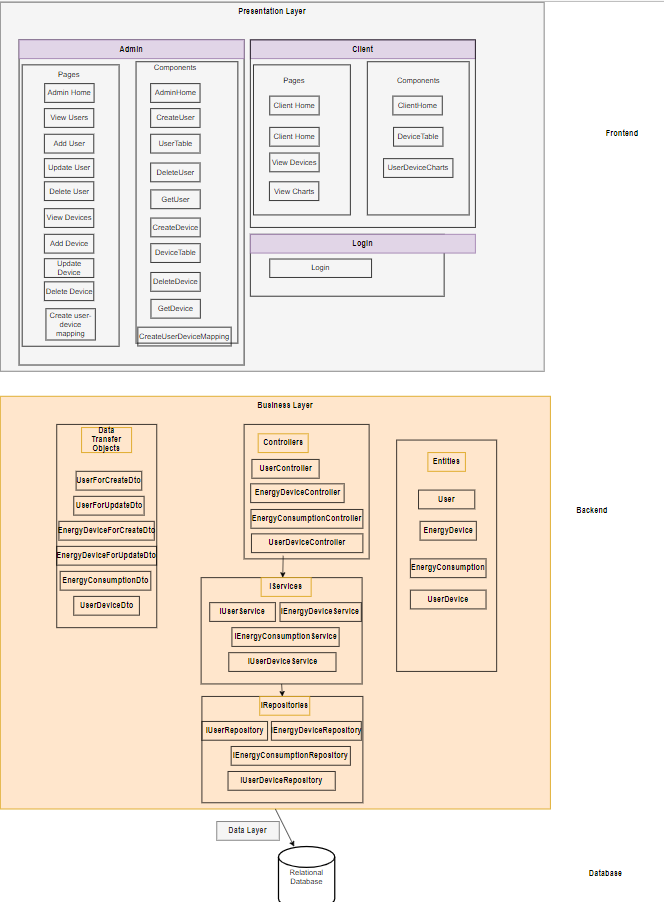 Presentation Layer
Admin
Pages
Admin Home
View Users
Add User
Update User
Delete User
View Devices
Add Device
Update
Device
Delete Device
Create user-
device
mapping
Components
AdminHome
CreateUser
UserTable
DeleteUser
GetUser
CreateDevice
DeviceTable
DeleteDevice
GetDevice
CreateUserDeviceMapping
Client
Pages
Client Home
Client Home
View Devices
View Charts
Components
ClientHome
DeviceTable
UserDeviceCharts
Login
Login
Frontend
Business Layer
Data
Transfer
Objects
UserForCreateDto
UserForUpdateDto
EnergyDeviceForCreateDto
EnergyDeviceForUpdateDto
EnergyConsumptionDto
UserDeviceDto
Controllers
UserController
EnergyDeviceController
EnergyConsumptionController
UserDeviceController
IServices
IUserService
IEnergyDeviceService
IEnergyConsumptionService
IUserDeviceService
IRepositories
IUserRepository
IEnergyDeviceRepository
IEnergyConsumptionRepository
IUserDeviceRepository
Entities
User
EnergyDevice
EnergyConsumption
UserDevice
Backend
Data Layer
Relational
Database
Database